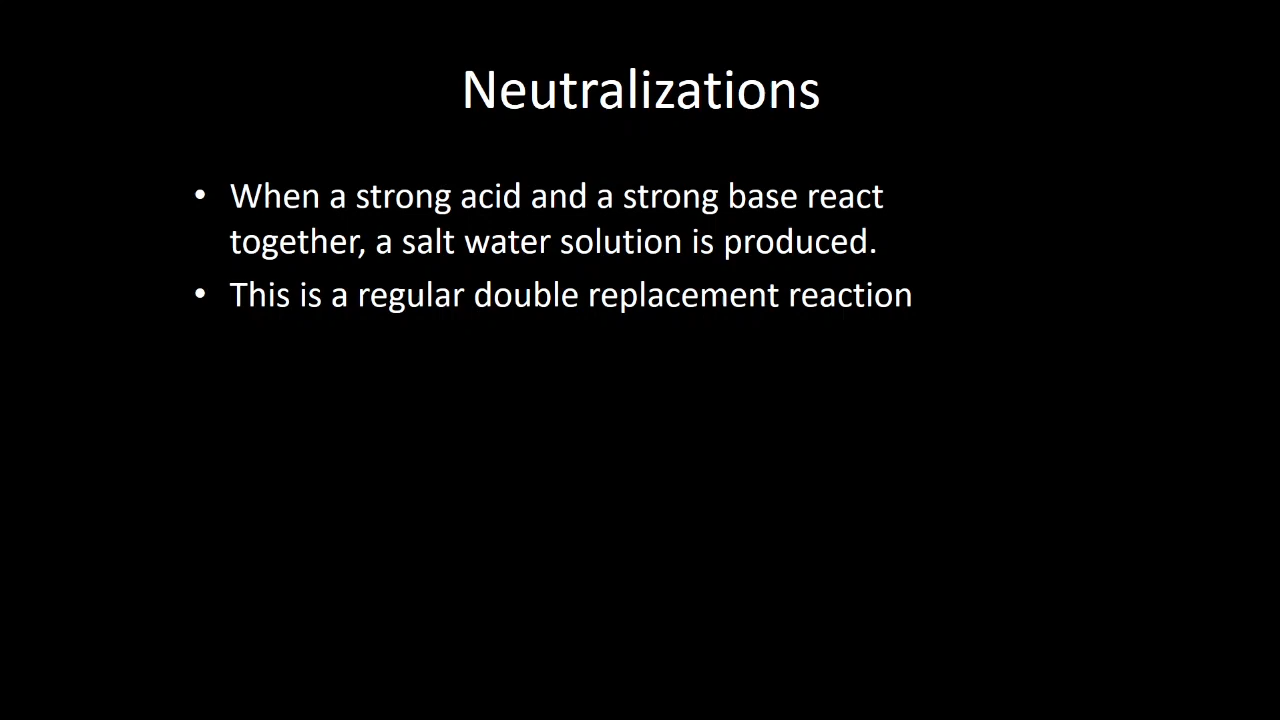 Neutralizations
• When a strong acid and a strong base react
together, a salt water solution is produced.
• This is a regular double replacement reaction